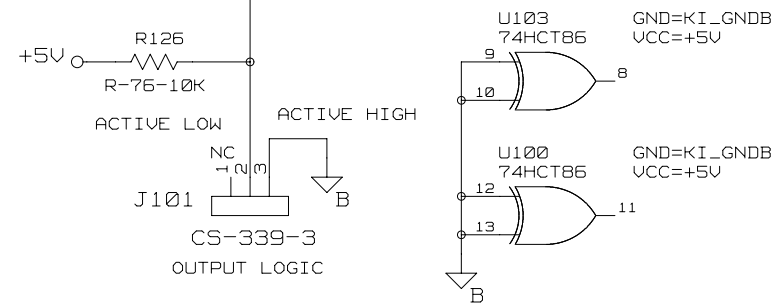 R126
+5V
R-76-10K
ACTIVE LOW
ACTIVE HIGH
NC
1
2
3
B
J101
CS-339-3
OUTPUT LOGIC
U103
74HCT86
GND=KI_GNDB
VCC=+5V
9
10
8
U100
74HCT86
GND=KI_GNDB
VCC=+5V
12
13
11
B